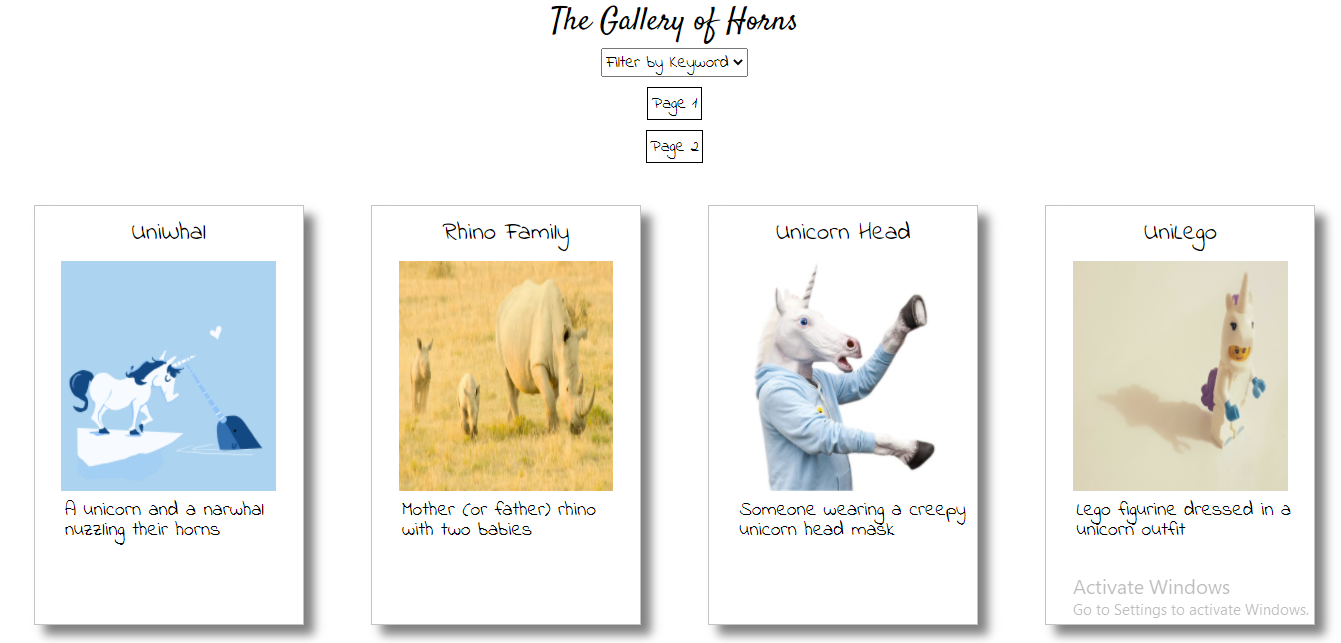 The Gallery of Horns
Filter by Keyword
Page 1
Page 2
UniWhal
Rhino Family
Unicorn Head
UniLego
A unicorn and a narwhal
nuzzling their horns
Mother (or father) rhino
with two babies
Someone wearing a creepy
unicorn head mask
Lego figurine dressed in a
unicorn outfit
Activate Windows
Go to Settings to activate Windows.